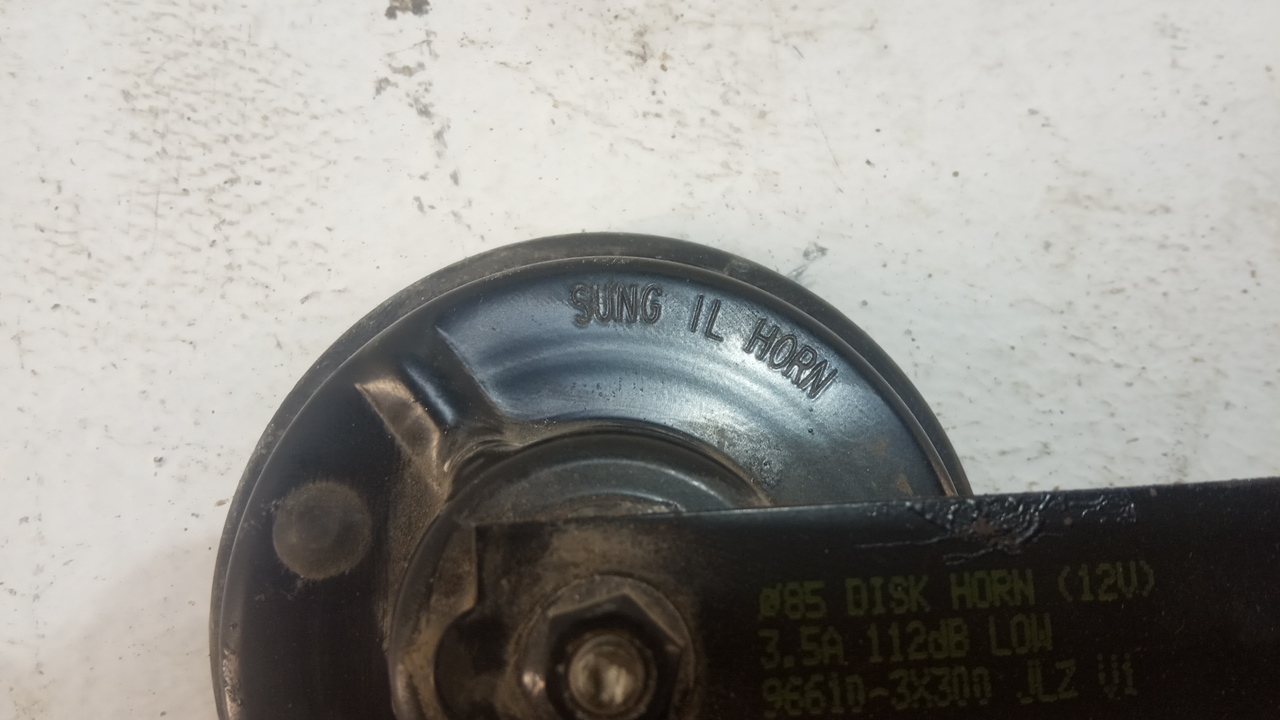 SUNG IL HORN
ø85 DISK HORN (12V)
3.5A 112dB LOW
96610-3X300 JLZ V1